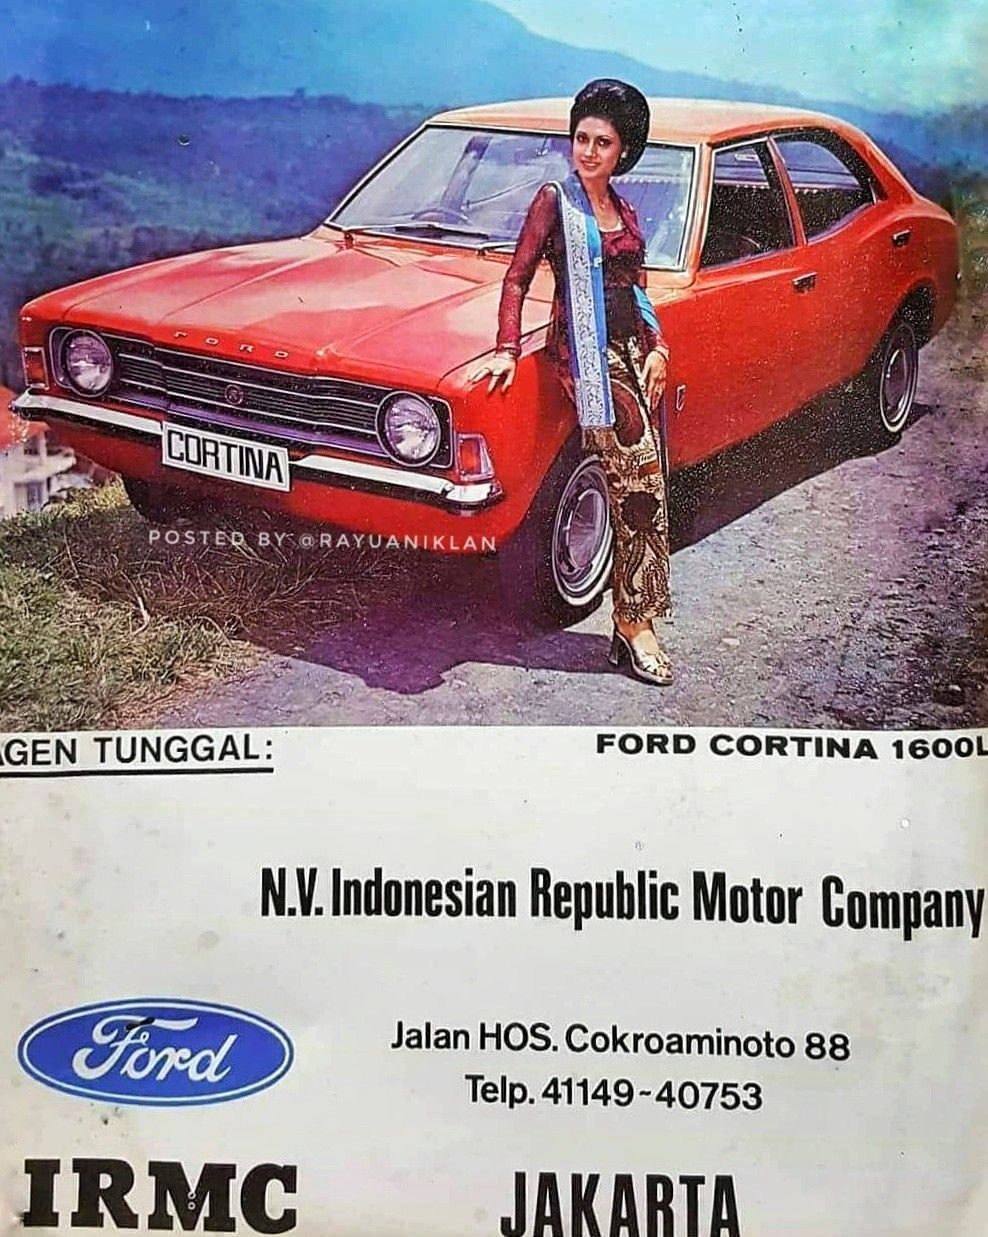 FORD
CORTINA
POSTED BY @RAYUANIKLAN
AGEN TUNGGAL:
FORD CORTINA 1600L
N.V. Indonesian Republic Motor Company
Ford
Jalan HOS. Cokroaminoto 88
Telp. 41149-40753
IRMC
JAKARTA